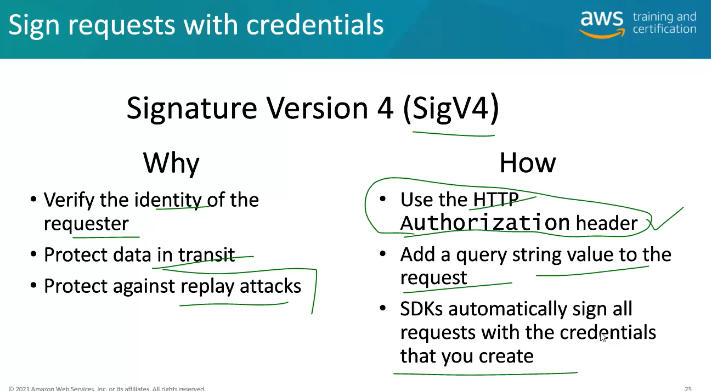 Sign requests with credentials
aws training and
certification
Signature Version 4 (SigV4)
Why
• Verify the identity of the
requester
• Protect data in transit
• Protect against replay attacks
How
• Use the HTTP
Authorization header
• Add a query string value to the
request
• SDKs automatically sign all
requests with the credentials
that you create
© 2021 Amazon Web Services, Inc. or its affiliates. All rights reserved.
25